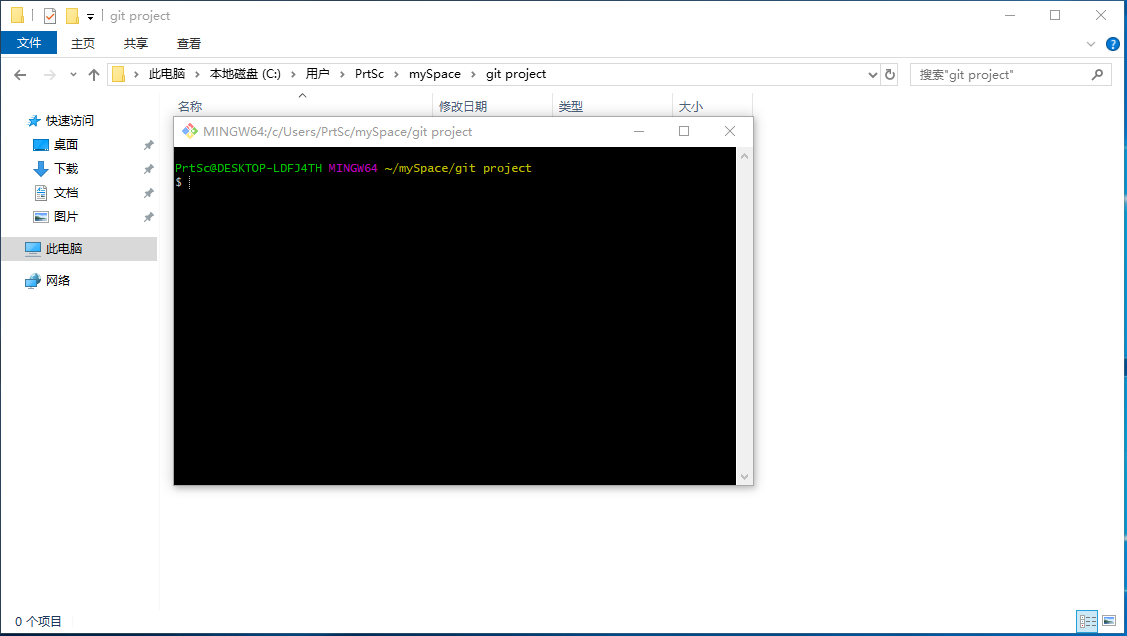 git project
文件 主页 共享 查看
此电脑 本地磁盘 (C:) 用户 PrtSc mySpace git project 搜索"git project"
名称 修改日期 类型 大小
快速访问
桌面
下载
文档
图片
此电脑
网络
MINGW64:/c/Users/PrtSc/mySpace/git project
PrtSc@DESKTOP-LDFJ4TH MINGW64 ~/mySpace/git project
$
0 个项目